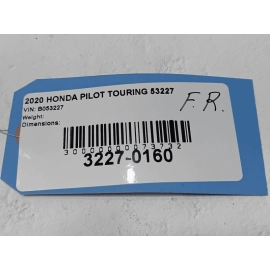 2020 HONDA PILOT TOURING 53227
VIN: B053227
Weight:
Dimensions:
F.R.
3000000073732
3227-0160